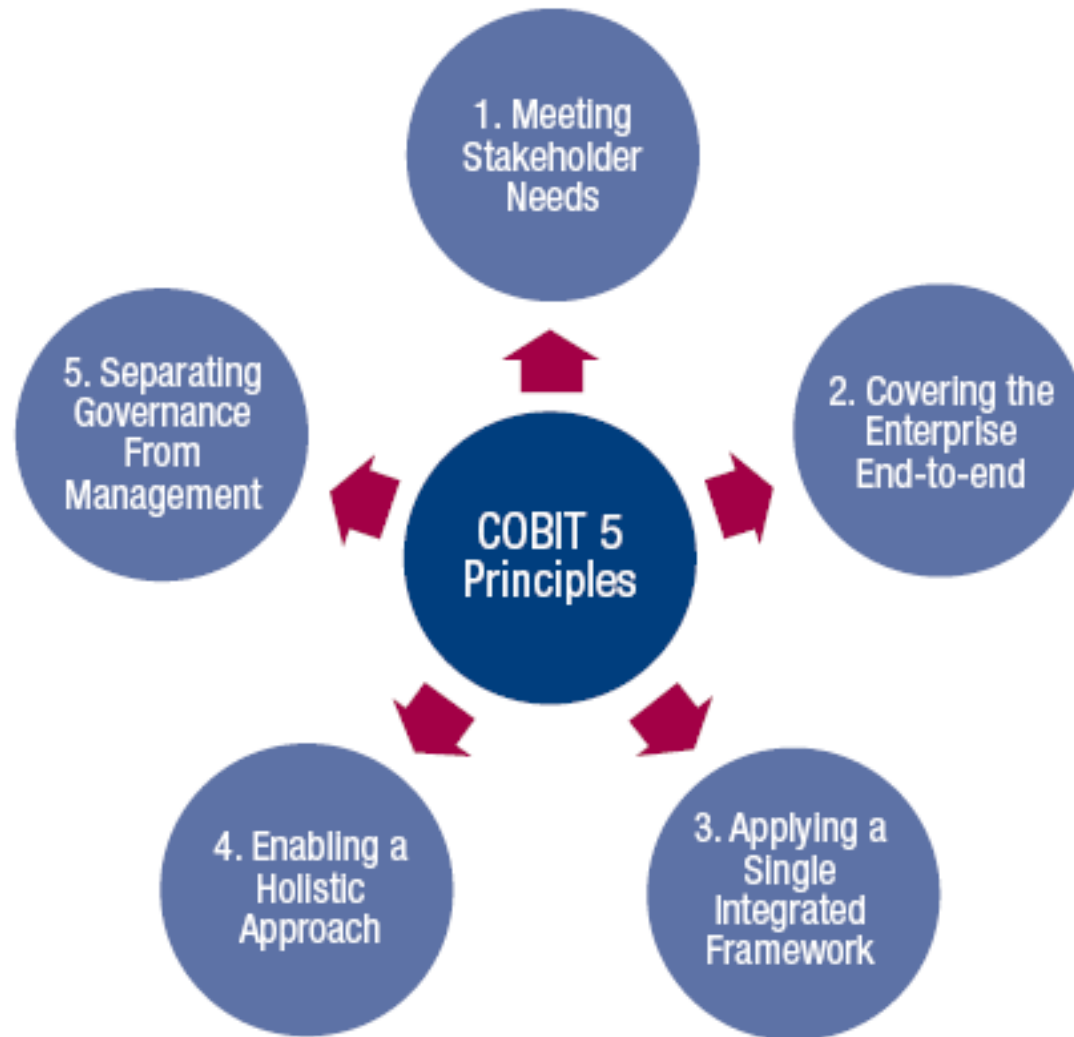 1. Meeting
Stakeholder
Needs
2. Covering the
Enterprise
End-to-end
3. Applying a
Single
Integrated
Framework
4. Enabling a
Holistic
Approach
5. Separating
Governance
From
Management
COBIT 5
Principles